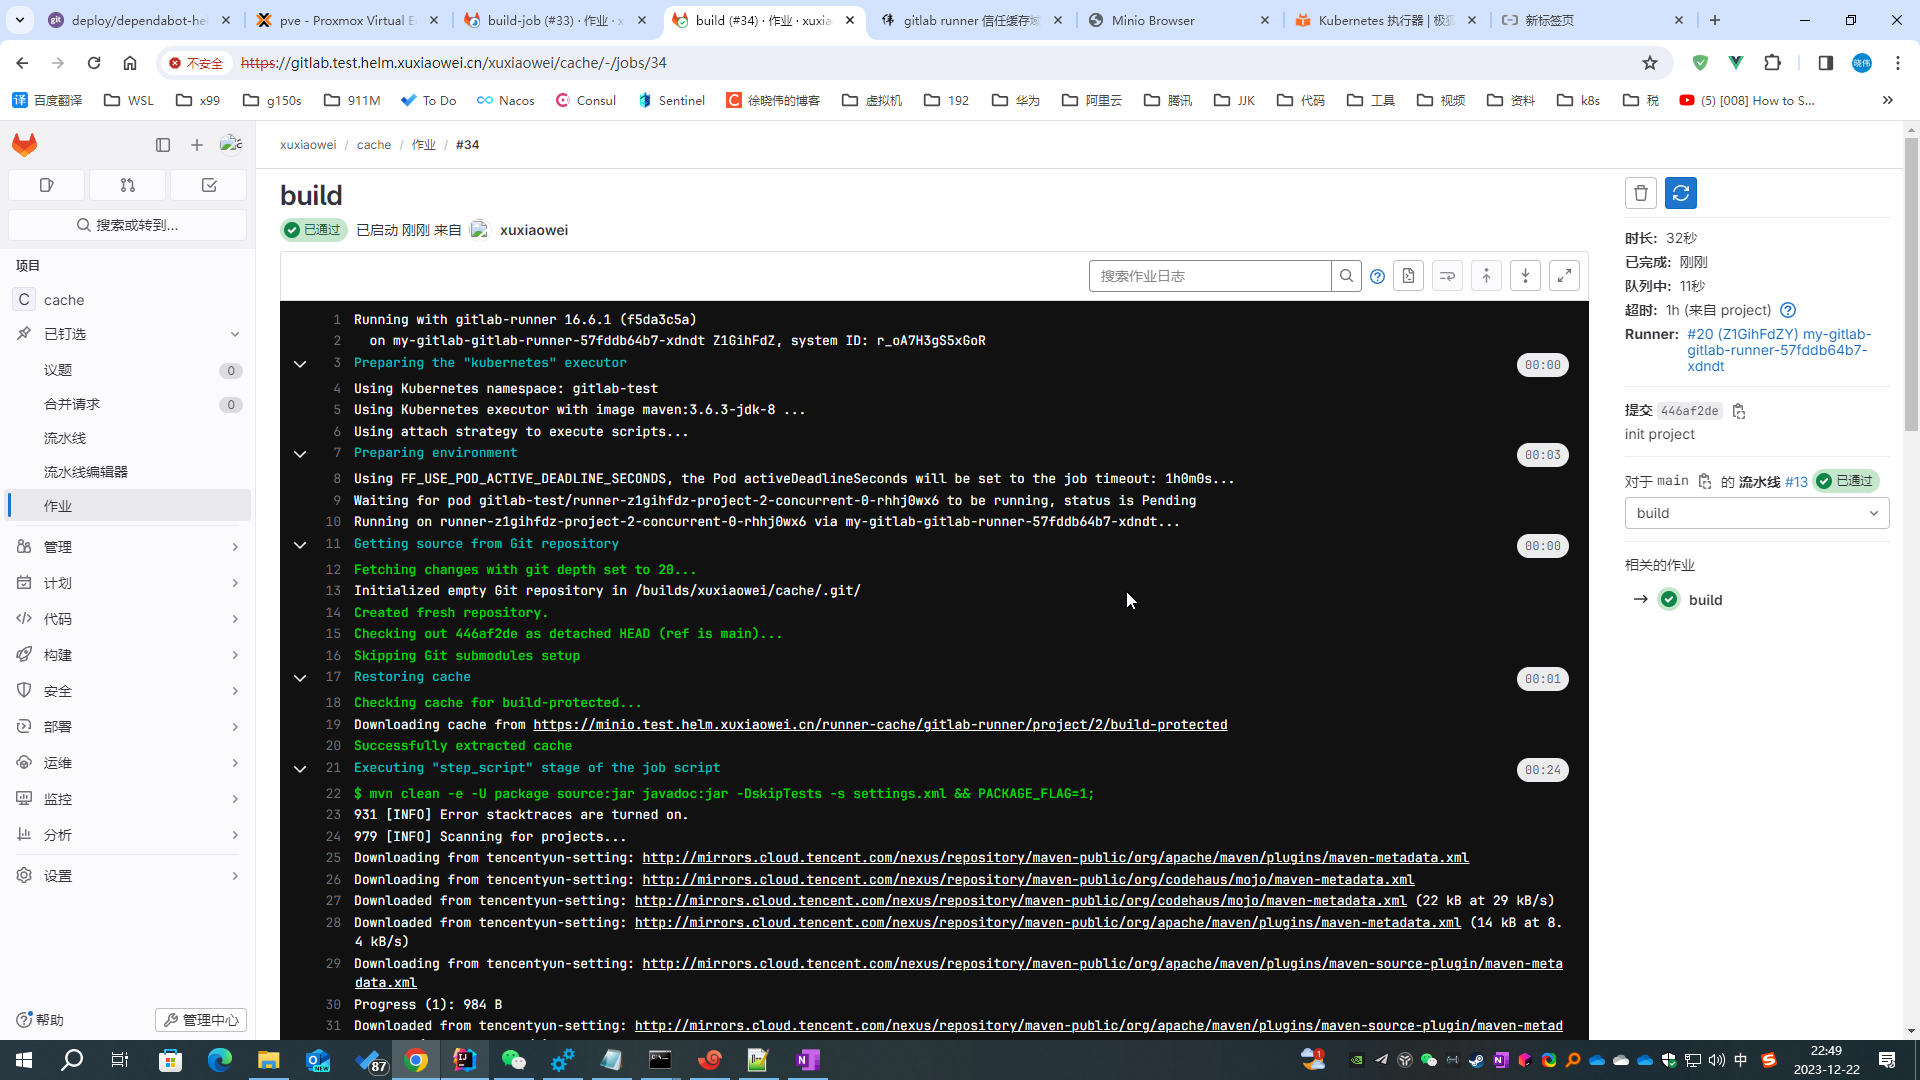 deploy/dependabot-hel
pve - Proxmox Virtual E
build-job (#33) · 作业 · x
build (#34) · 作业 · xuxia
gitlab runner 信任缓存域
Minio Browser
Kubernetes 执行器 | 极狐
新标签页
不安全
https://gitlab.test.helm.xuxiaowei.cn/xuxiaowei/cache/-/jobs/34
晓伟
译 百度翻译
WSL
x99
g150s
911M
To Do
Nacos
Consul
Sentinel
C 徐晓伟的博客
虚拟机
192
华为
阿里云
腾讯
JJK
代码
工具
视频
资料
k8s
税
(5) [008] How to S...
搜索或转到...
项目
C cache
已钉选
议题 0
合并请求 0
流水线
流水线编辑器
作业
管理
计划
代码
构建
安全
部署
运维
监控
分析
设置
帮助
管理中心
xuxiaowei / cache / 作业 / #34
build
已通过 已启动 刚刚 来自 xuxiaowei
搜索作业日志
1 Running with gitlab-runner 16.6.1 (f5da3c5a)
2 on my-gitlab-gitlab-runner-57fddb64b7-xdndt Z1GihFdZ, system ID: r_oA7H3gS5xGoR
3 Preparing the "kubernetes" executor 00:00
4 Using Kubernetes namespace: gitlab-test
5 Using Kubernetes executor with image maven:3.6.3-jdk-8 ...
6 Using attach strategy to execute scripts...
7 Preparing environment 00:03
8 Using FF_USE_POD_ACTIVE_DEADLINE_SECONDS, the Pod activeDeadlineSeconds will be set to the job timeout: 1h0m0s...
9 Waiting for pod gitlab-test/runner-z1gihfdz-project-2-concurrent-0-rhhj0wx6 to be running, status is Pending
10 Running on runner-z1gihfdz-project-2-concurrent-0-rhhj0wx6 via my-gitlab-gitlab-runner-57fddb64b7-xdndt...
11 Getting source from Git repository 00:00
12 Fetching changes with git depth set to 20...
13 Initialized empty Git repository in /builds/xuxiaowei/cache/.git/
14 Created fresh repository.
15 Checking out 446af2de as detached HEAD (ref is main)...
16 Skipping Git submodules setup
17 Restoring cache 00:01
18 Checking cache for build-protected...
19 Downloading cache from https://minio.test.helm.xuxiaowei.cn/runner-cache/gitlab-runner/project/2/build-protected
20 Successfully extracted cache
21 Executing "step_script" stage of the job script 00:24
22 $ mvn clean -e -U package source:jar javadoc:jar -DskipTests -s settings.xml && PACKAGE_FLAG=1;
23 931 [INFO] Error stacktraces are turned on.
24 979 [INFO] Scanning for projects...
25 Downloading from tencentyun-setting: http://mirrors.cloud.tencent.com/nexus/repository/maven-public/org/apache/maven/plugins/maven-metadata.xml
26 Downloading from tencentyun-setting: http://mirrors.cloud.tencent.com/nexus/repository/maven-public/org/codehaus/mojo/maven-metadata.xml
27 Downloaded from tencentyun-setting: http://mirrors.cloud.tencent.com/nexus/repository/maven-public/org/codehaus/mojo/maven-metadata.xml (22 kB at 29 kB/s)
28 Downloaded from tencentyun-setting: http://mirrors.cloud.tencent.com/nexus/repository/maven-public/org/apache/maven/plugins/maven-metadata.xml (14 kB at 8.
4 kB/s)
29 Downloading from tencentyun-setting: http://mirrors.cloud.tencent.com/nexus/repository/maven-public/org/apache/maven/plugins/maven-source-plugin/maven-meta
data.xml
30 Progress (1): 984 B
31 Downloaded from tencentyun-setting: http://mirrors.cloud.tencent.com/nexus/repository/maven-public/org/apache/maven/plugins/maven-source-plugin/maven-metad
时长: 32秒
已完成: 刚刚
队列中: 11秒
超时: 1h (来自 project)
Runner: #20 (Z1GihFdZY) my-gitlab-
gitlab-runner-57fddb64b7-
xdndt
提交 446af2de
init project
对于 main 的 流水线 #13 已通过
build
相关的作业
→ build
87
1
中
22:49
2023-12-22